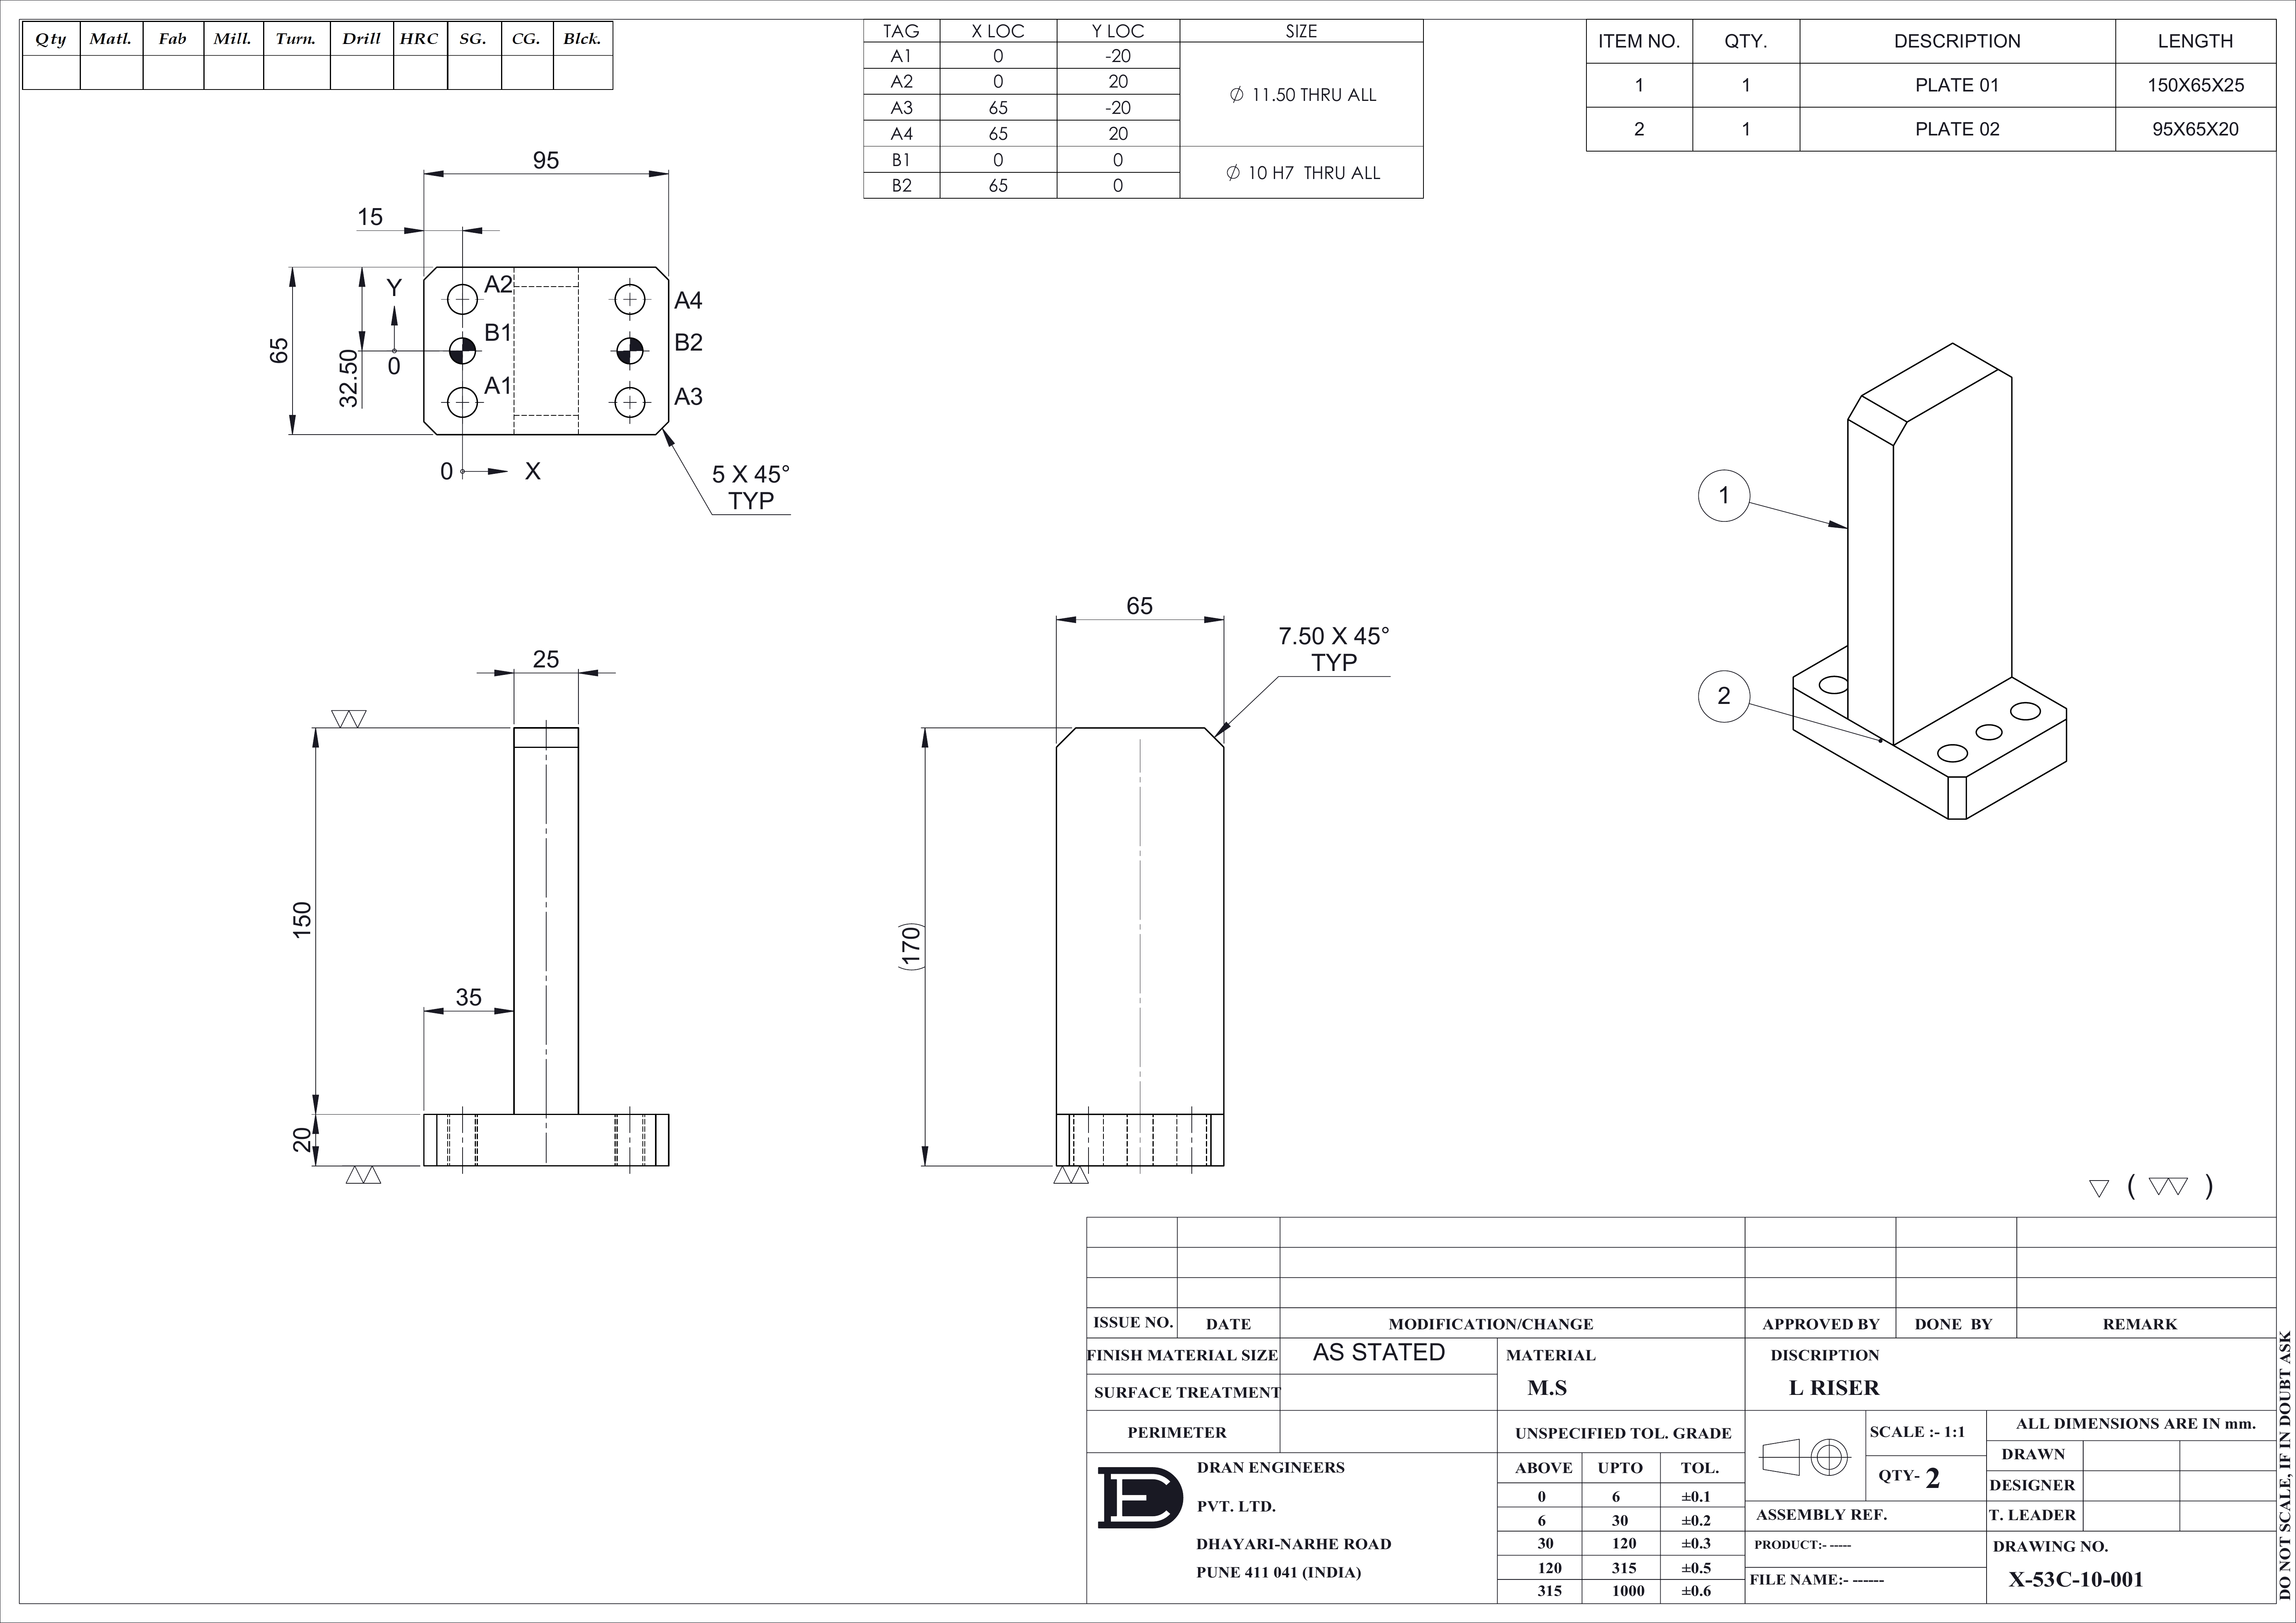 Qty Matl. Fab Mill. Turn. Drill HRC SG. CG. Blck.
TAG X LOC Y LOC SIZE
A1 0 -20
A2 0 20
∅ 11.50 THRU ALL
A3 65 -20
A4 65 20
B1 0 0
∅ 10 H7 THRU ALL
B2 65 0
ITEM NO. QTY. DESCRIPTION LENGTH
1 1 PLATE 01 150X65X25
2 1 PLATE 02 95X65X20
95
15
Y
0
65
32.50
A2
B1
A1
A4
B2
A3
0 X
5 X 45°
TYP
25
150
35
20
65
7.50 X 45°
TYP
(170)
1
2
( )
ISSUE NO. DATE MODIFICATION/CHANGE APPROVED BY DONE BY REMARK
FINISH MATERIAL SIZE AS STATED
SURFACE TREATMENT
PERIMETER
MATERIAL
M.S
DISCRIPTION
L RISER
UNSPECIFIED TOL. GRADE
ABOVE UPTO TOL.
0 6 ±0.1
6 30 ±0.2
30 120 ±0.3
120 315 ±0.5
315 1000 ±0.6
DE
DRAN ENGINEERS
PVT. LTD.
DHAYARI-NARHE ROAD
PUNE 411 041 (INDIA)
SCALE :- 1:1
QTY- 2
ALL DIMENSIONS ARE IN mm.
DRAWN
DESIGNER
T. LEADER
ASSEMBLY REF.
PRODUCT:- -----
FILE NAME:- ------
DRAWING NO.
X-53C-10-001
DO NOT SCALE, IF IN DOUBT ASK